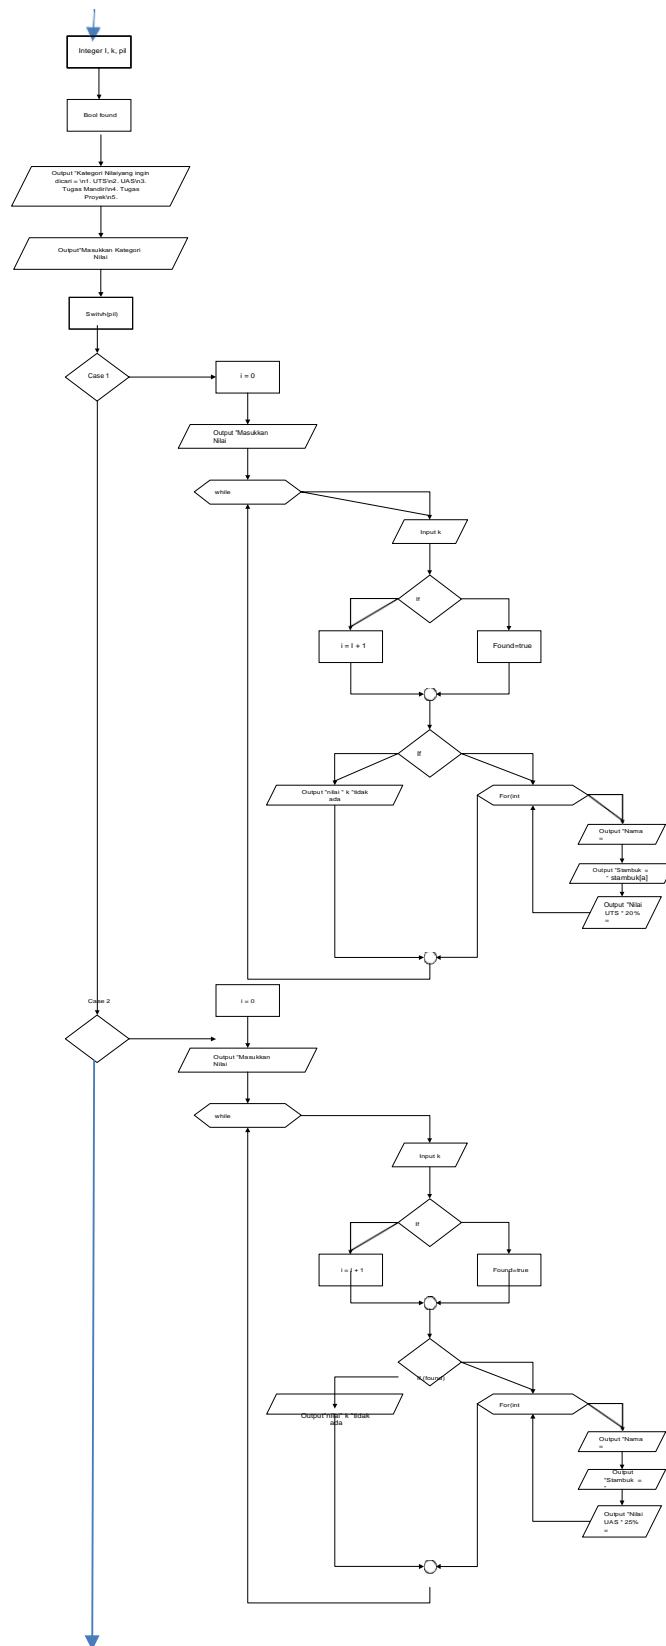 Integer I, k, pil
Bool found
Output "Kategori Nilaiyang ingin
dicari = \n1. UTS\n2. UAS\n3.
Tugas Mandiri\n4. Tugas
Proyek\n5.
Output"Masukkan Kategori
Nilai
Switvh(pil)
Case 1
i = 0
Output "Masukkan
Nilai
while
Input k
If
i = I + 1
Found=true
If
Output "nilai " k "tidak
ada
For(int
Output "Nama
=
Output "Stambuk =
" stambuk[a]
Output "Nilai
UTS * 20%
=
Case 2
i = 0
Output "Masukkan
Nilai
while
Input k
If
i = I + 1
Found=true
If (found)
Output"nilai" k "tidak
ada
For(int
Output "Nama
=
Output
"Stambuk =
"
Output "Nilai
UAS * 25%
=